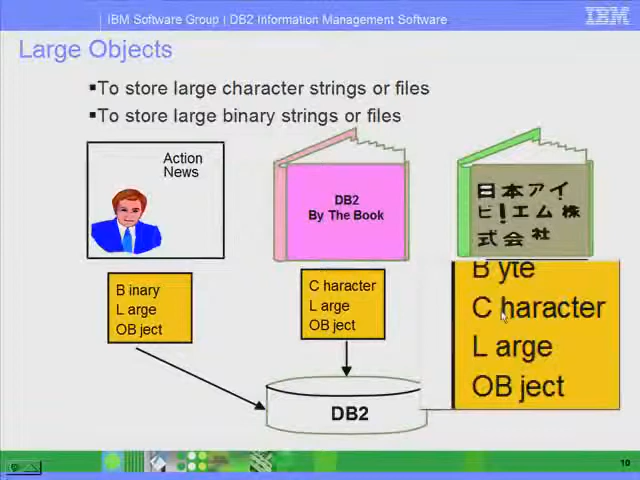 IBM Software Group | DB2 Information Management Software
IBM
Large Objects
▪To store large character strings or files
▪To store large binary strings or files
Action
News
DB2
By The Book
日本アイ
ビ!エム株
式会社
B inary
L arge
OB ject
C haracter
L arge
OB ject
B yte
C haracter
L arge
OB ject
DB2
10